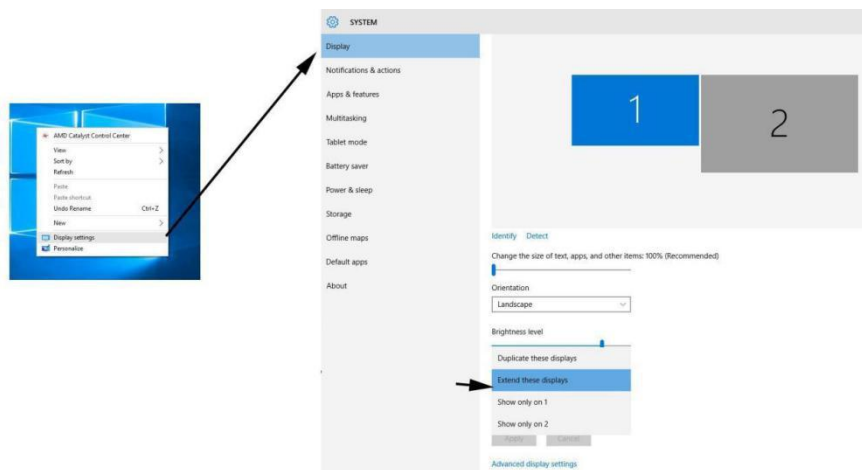 AMD Catalyst Control Center
View
Sort by
Refresh
Paste
Paste shortcut
Undo Rename Ctrl+Z
New
Display settings
Personalize
SYSTEM
Display
Notifications & actions
Apps & features
Multitasking
Tablet mode
Battery saver
Power & sleep
Storage
Offline maps
Default apps
About
1
2
Identify Detect
Change the size of text, apps, and other items: 100% (Recommended)
Orientation
Landscape
Brightness level
Duplicate these displays
Extend these displays
Show only on 1
Show only on 2
Apply Cancel
Advanced display settings